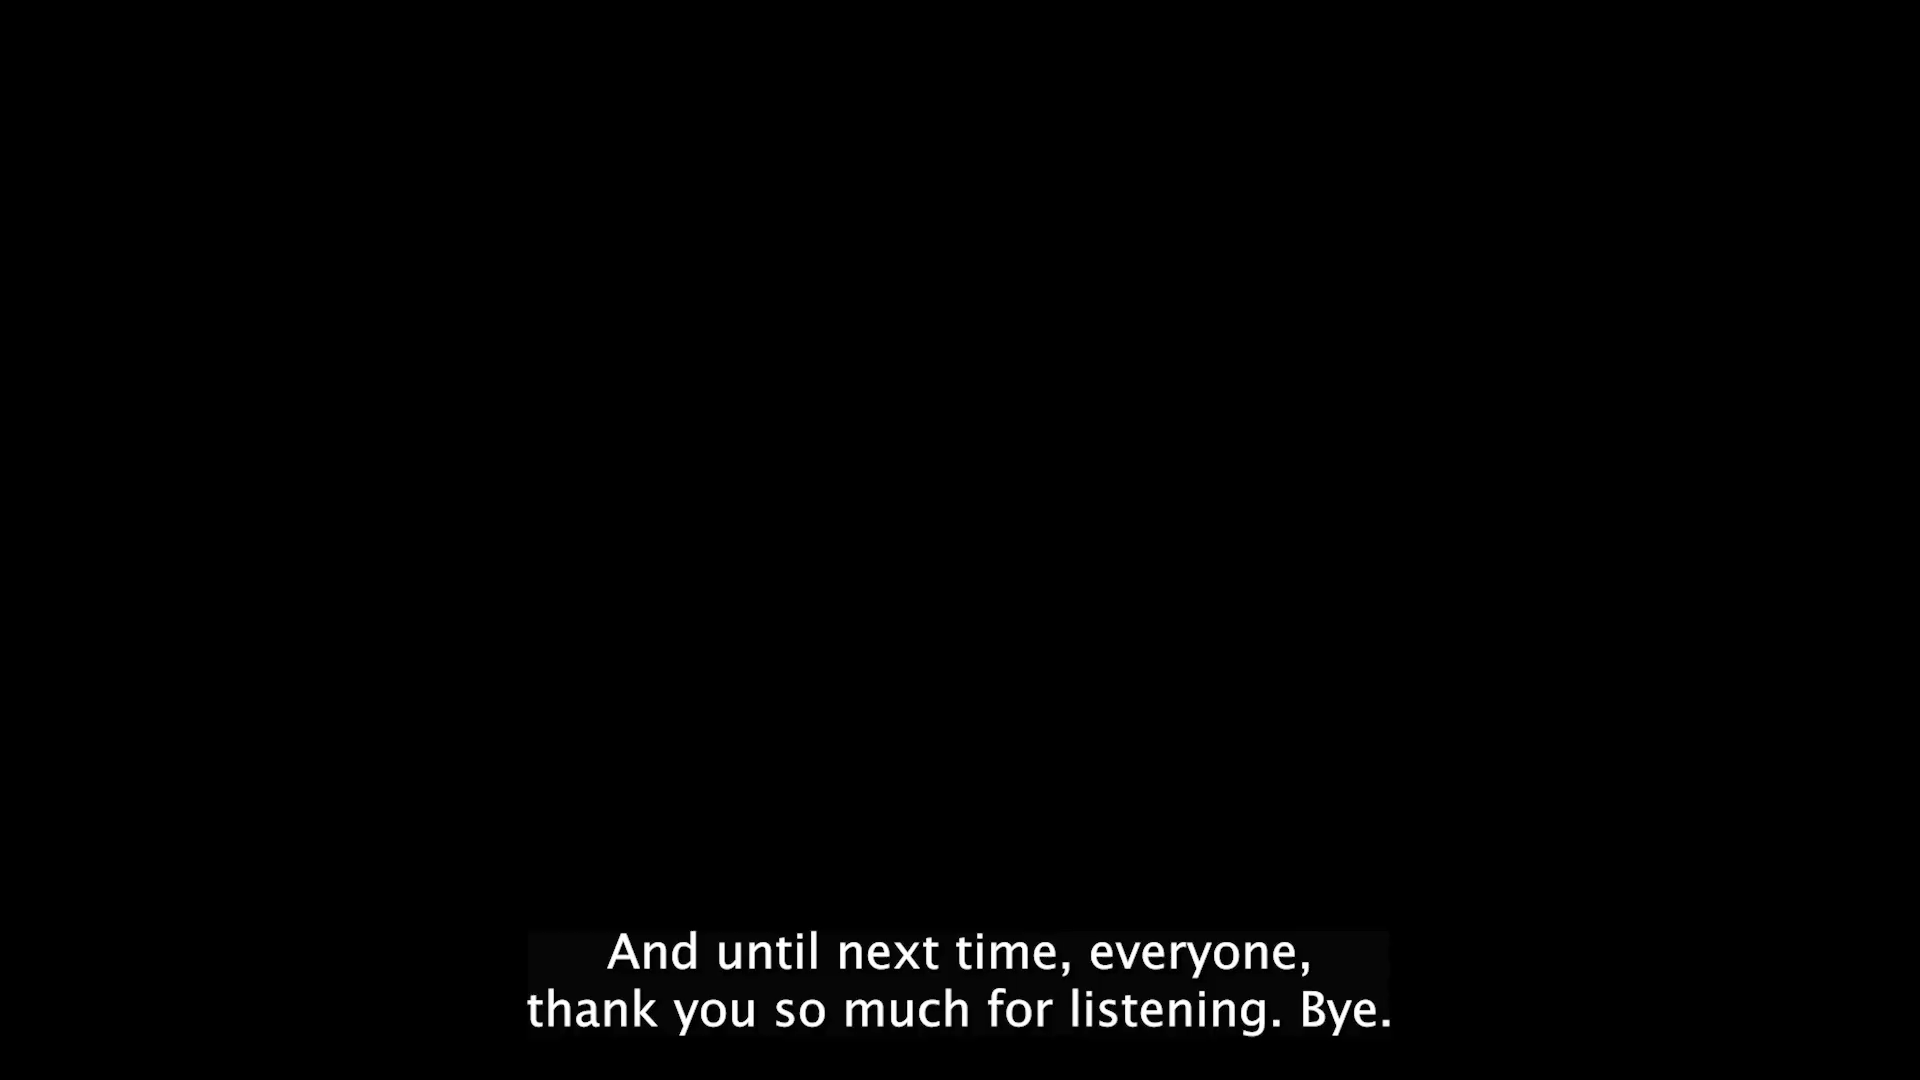 And until next time, everyone,
thank you so much for listening. Bye.